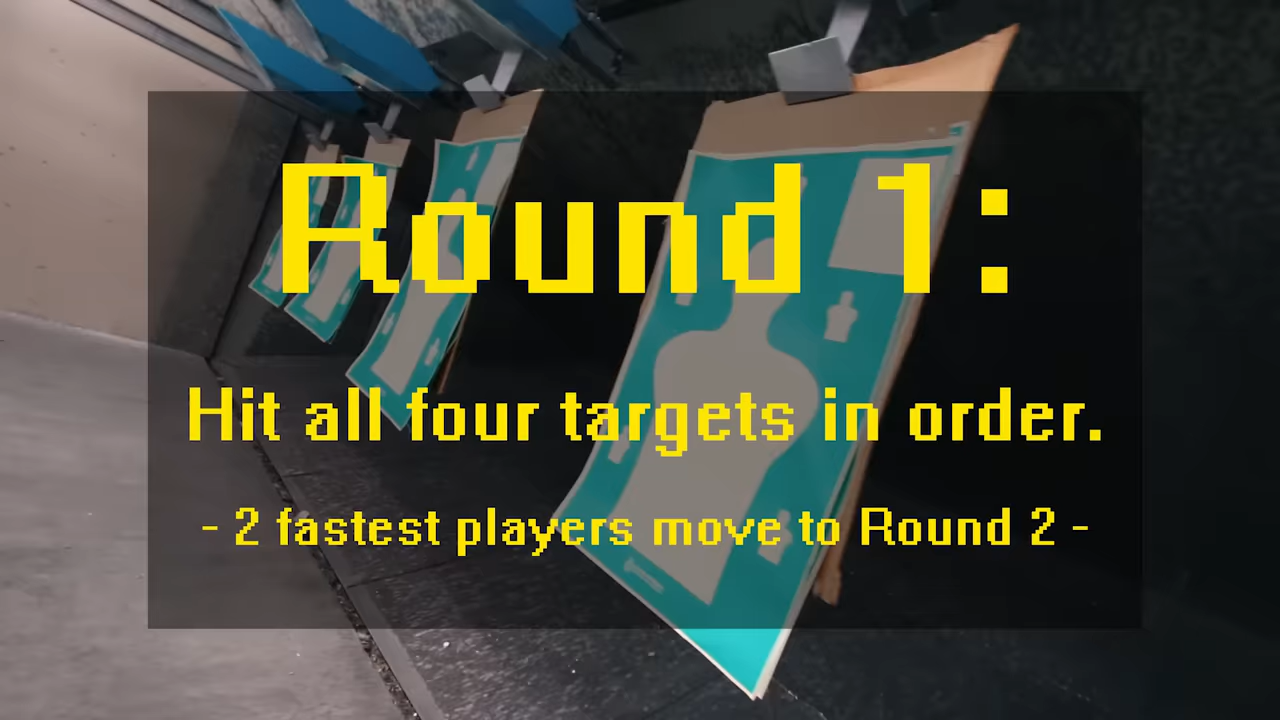 Round 1:
Hit all four targets in order.
- 2 fastest players move to Round 2 -